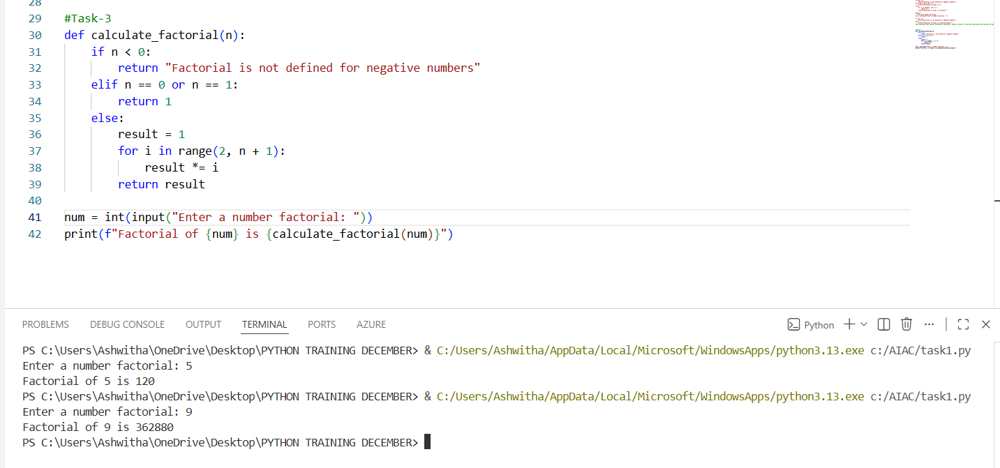 28
29 #Task-3
30 def calculate_factorial(n):
31     if n < 0:
32         return "Factorial is not defined for negative numbers"
33     elif n == 0 or n == 1:
34         return 1
35     else:
36         result = 1
37         for i in range(2, n + 1):
38             result *= i
39         return result
40
41 num = int(input("Enter a number factorial: "))
42 print(f"Factorial of {num} is {calculate_factorial(num)}")
PROBLEMS DEBUG CONSOLE OUTPUT TERMINAL PORTS AZURE Python
PS C:\Users\Ashwitha\OneDrive\Desktop\PYTHON TRAINING DECEMBER> & C:/Users/Ashwitha/AppData/Local/Microsoft/WindowsApps/python3.13.exe c:/AIAC/task1.py
Enter a number factorial: 5
Factorial of 5 is 120
PS C:\Users\Ashwitha\OneDrive\Desktop\PYTHON TRAINING DECEMBER> & C:/Users/Ashwitha/AppData/Local/Microsoft/WindowsApps/python3.13.exe c:/AIAC/task1.py
Enter a number factorial: 9
Factorial of 9 is 362880
PS C:\Users\Ashwitha\OneDrive\Desktop\PYTHON TRAINING DECEMBER>